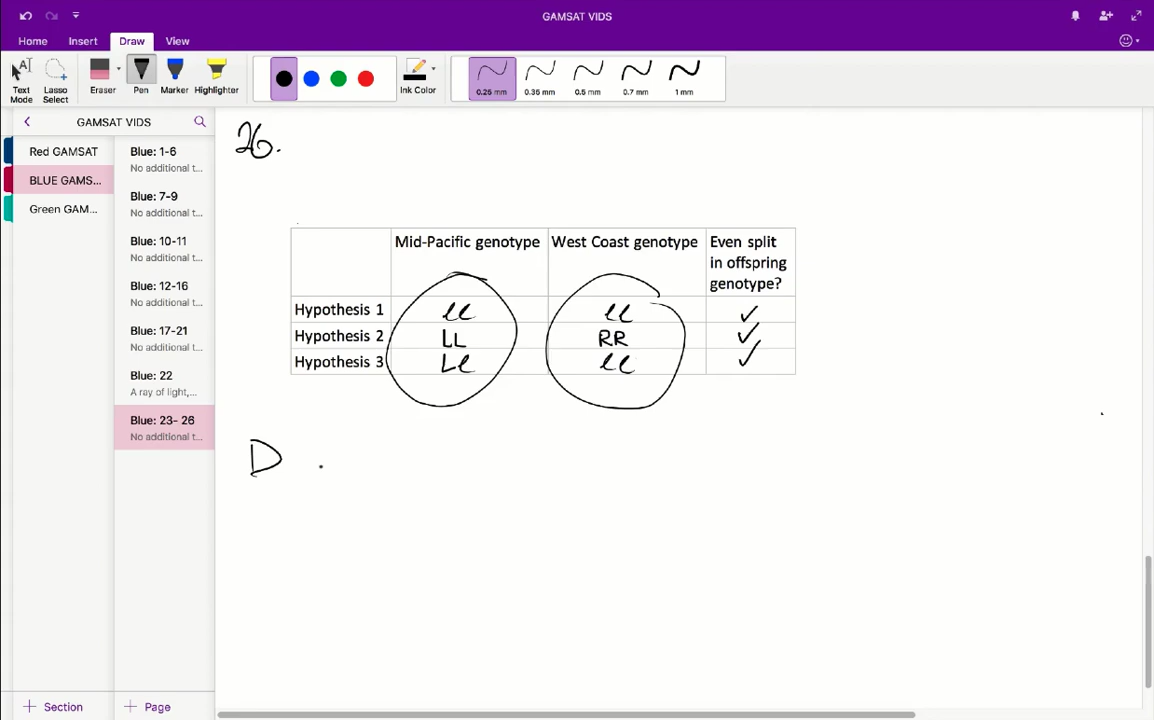 GAMSAT VIDS
Home Insert Draw View
Text Mode
Lasso Select
Eraser
Pen
Marker
Highlighter
Ink Color
0.25 mm
0.35 mm
0.5 mm
0.7 mm
1 mm
GAMSAT VIDS
Red GAMSAT
BLUE GAMS...
Green GAM...
Blue: 1-6
No additional t...
Blue: 7-9
No additional t...
Blue: 10-11
No additional t...
Blue: 12-16
No additional t...
Blue: 17-21
No additional t...
Blue: 22
A ray of light,...
Blue: 23- 26
No additional t...
+ Section
+ Page
26.
Mid-Pacific genotype West Coast genotype Even split
in offspring
genotype?
Hypothesis 1 ll ll ✓
Hypothesis 2 LL RR ✓
Hypothesis 3 Ll ll ✓
D .